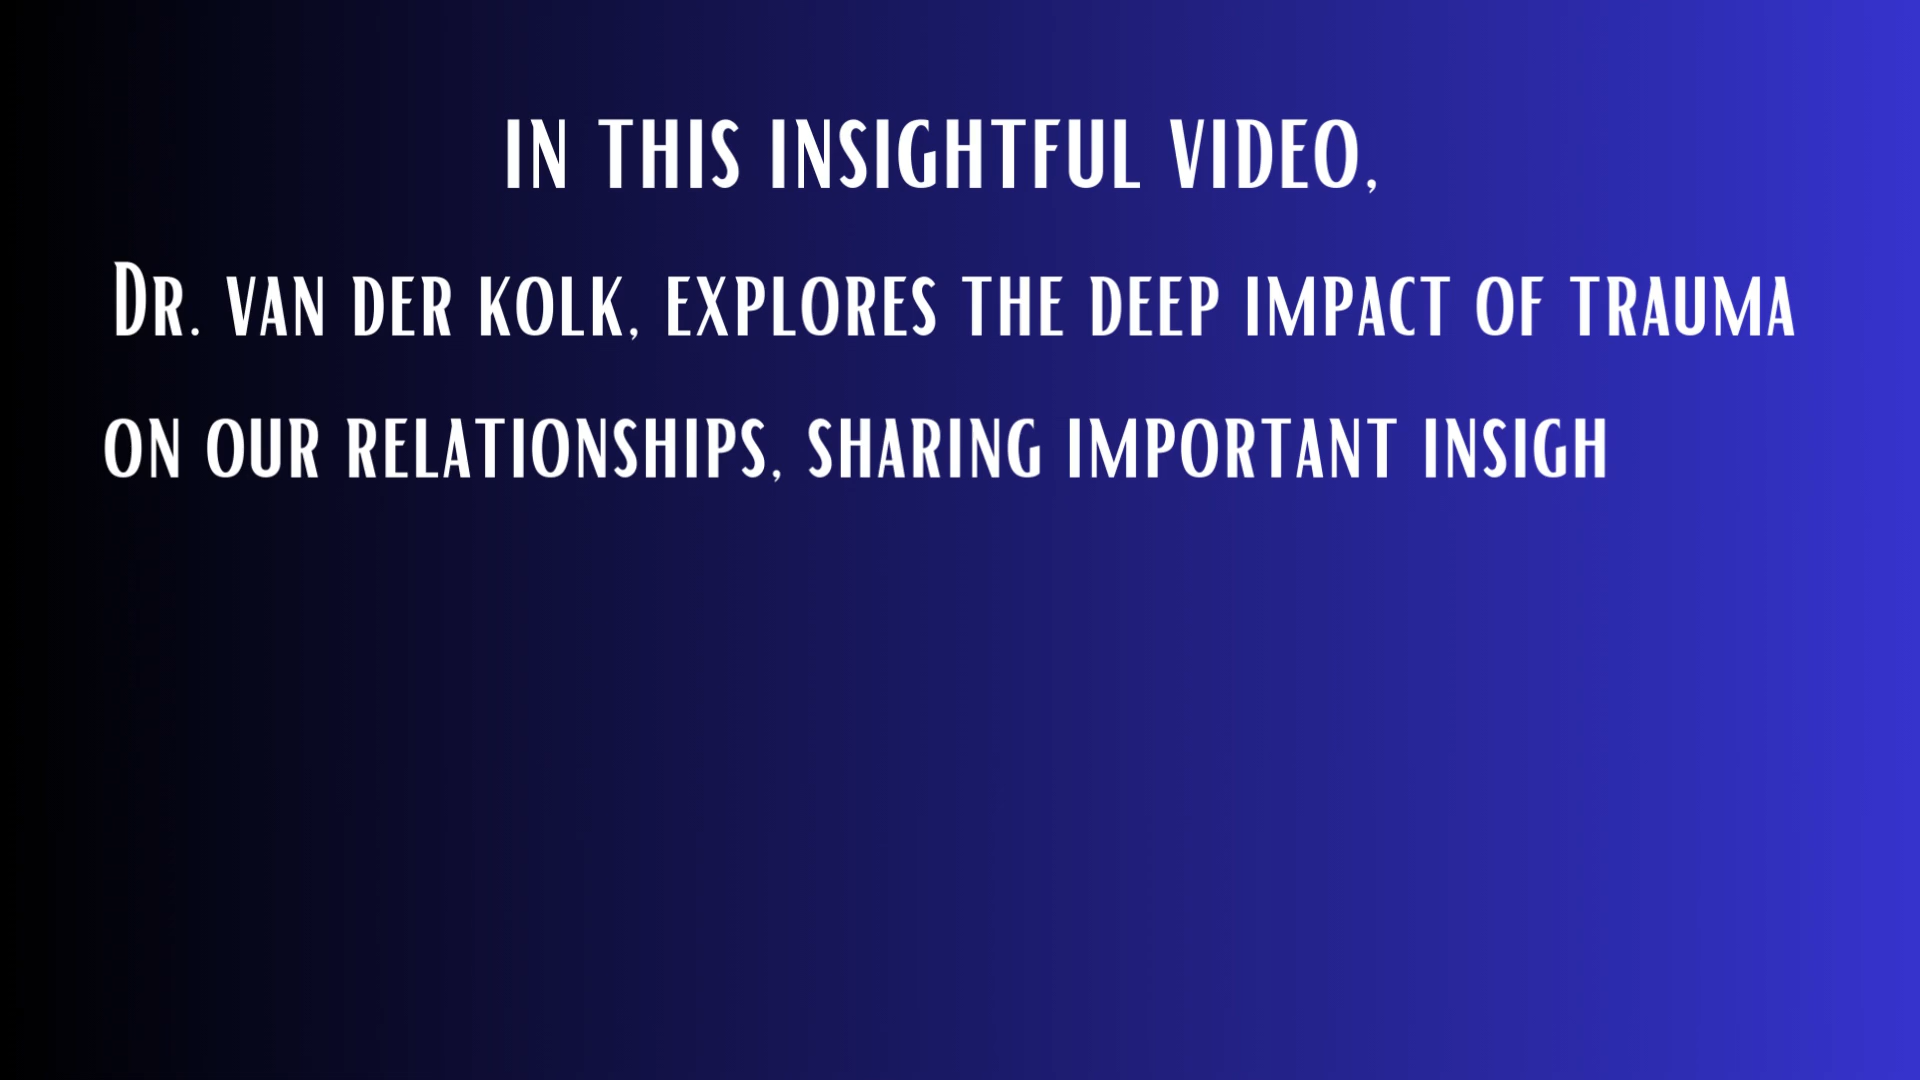 IN THIS INSIGHTFUL VIDEO,
DR. VAN DER KOLK, EXPLORES THE DEEP IMPACT OF TRAUMA
ON OUR RELATIONSHIPS, SHARING IMPORTANT INSIGH